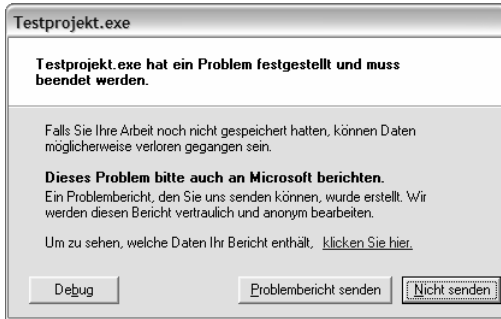 Testprojekt.exe
Testprojekt.exe hat ein Problem festgestellt und muss
beendet werden.
Falls Sie Ihre Arbeit noch nicht gespeichert hatten, können Daten
möglicherweise verloren gegangen sein.
Dieses Problem bitte auch an Microsoft berichten.
Ein Problembericht, den Sie uns senden können, wurde erstellt. Wir
werden diesen Bericht vertraulich und anonym bearbeiten.
Um zu sehen, welche Daten Ihr Bericht enthält, klicken Sie hier.
Debug Problembericht senden Nicht senden